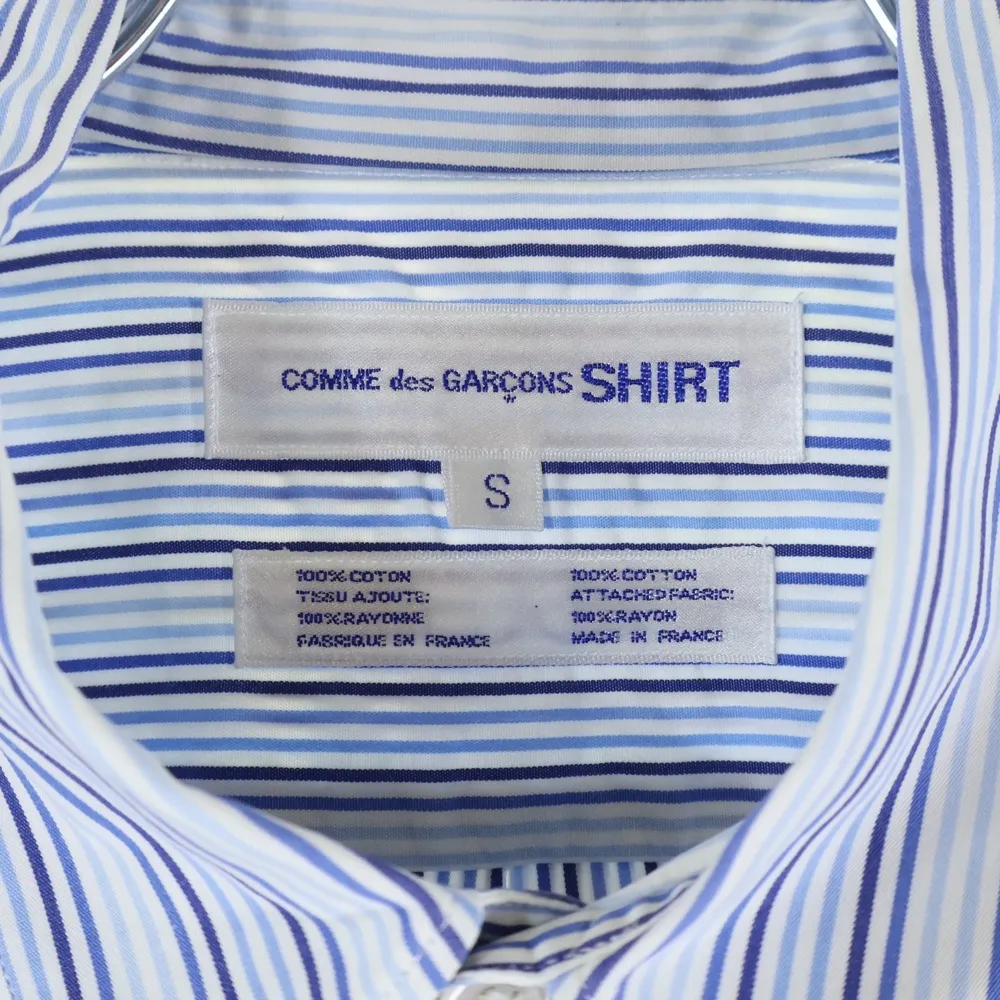 COMME des GARÇONS SHIRT
S
100% COTON
TISSU AJOUTE:
100% RAYONNE
FABRIQUE EN FRANCE
100% COTTON
ATTACHED FABRIC:
100% RAYON
MADE IN FRANCE